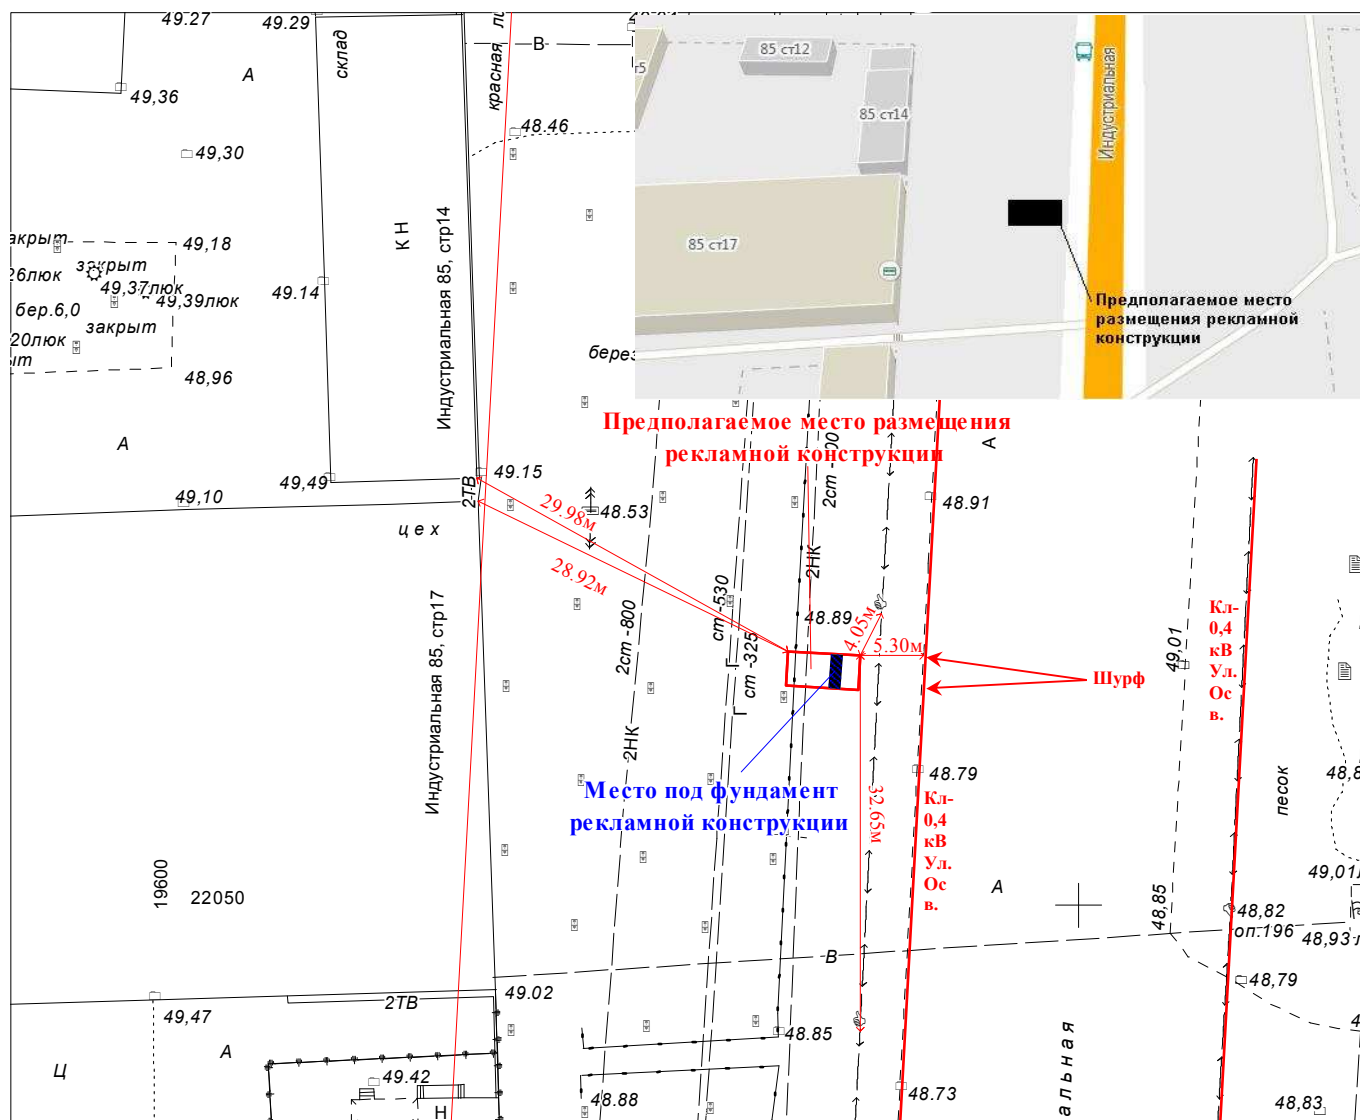 49.27
49.29
склад
красная
В
А
49,36
48.46
49,30
КН
Индустриальная 85, стр14
49,18
закрыт
49.14
49,37люк
49,39люк
бер.6,0
закрыт
48,96
А
49,49
49.15
49,10
2ТВ
цех
85 ст12
85 ст14
Индустриальная
85 ст17
Предполагаемое место
размещения рекламной
конструкции
Предполагаемое место размещения
рекламной конструкции
А
29.98м
48.53
28.92м
48.91
2НК
ст-530
2ст-800
ст-325
48.89
4.05м
5.30м
Шурф
49.01
Кл-
0,4
кВ
Ул.
Ос
в.
Индустриальная 85, стр17
2НК
Г
Г
48.79
Место под фундамент
рекламной конструкции
32.65м
Кл-
0,4
кВ
Ул.
Ос
в.
песок
19600
22050
А
48,85
48,82
оп.196
В
48,79
49.02
2ТВ
49,47
А
48.85
Ц
49.42
Н
48.88
48.73
альная
48,83